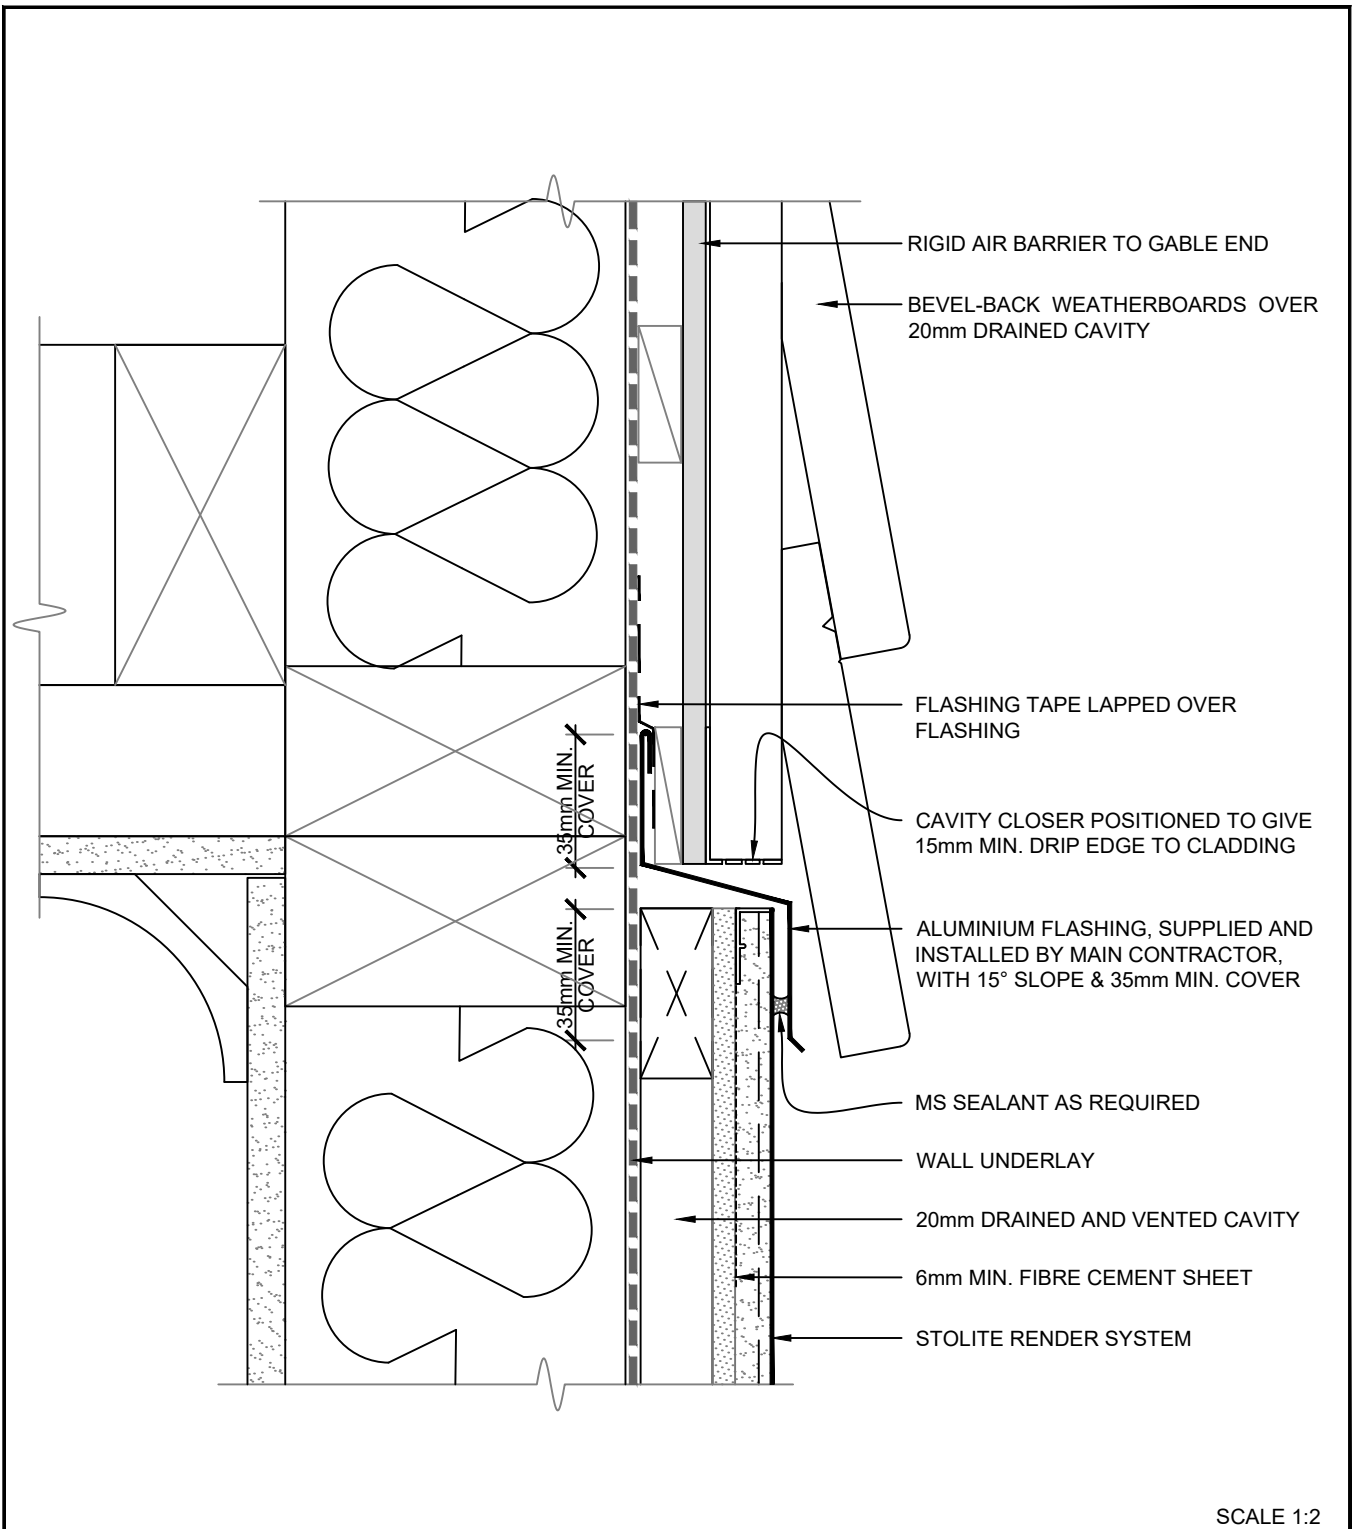 RIGID AIR BARRIER TO GABLE END
BEVEL-BACK WEATHERBOARDS OVER
20mm DRAINED CAVITY
FLASHING TAPE LAPPED OVER
FLASHING
35mm MIN.
COVER
CAVITY CLOSER POSITIONED TO GIVE
15mm MIN. DRIP EDGE TO CLADDING
35mm MIN.
COVER
ALUMINIUM FLASHING, SUPPLIED AND
INSTALLED BY MAIN CONTRACTOR,
WITH 15° SLOPE & 35mm MIN. COVER
MS SEALANT AS REQUIRED
WALL UNDERLAY
20mm DRAINED AND VENTED CAVITY
6mm MIN. FIBRE CEMENT SHEET
STOLITE RENDER SYSTEM
SCALE 1:2